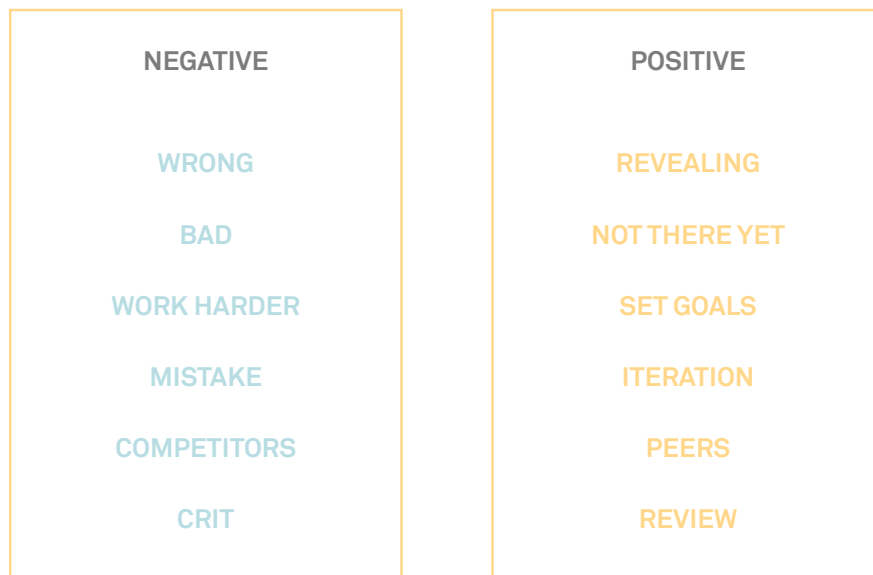 NEGATIVE
WRONG
BAD
WORK HARDER
MISTAKE
COMPETITORS
CRIT
POSITIVE
REVEALING
NOT THERE YET
SET GOALS
ITERATION
PEERS
REVIEW